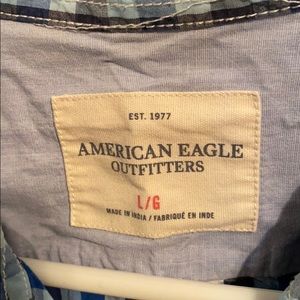 EST. 1977
AMERICAN EAGLE
OUTFITTERS
L/G
MADE IN INDIA / FABRIQUÉ EN INDE